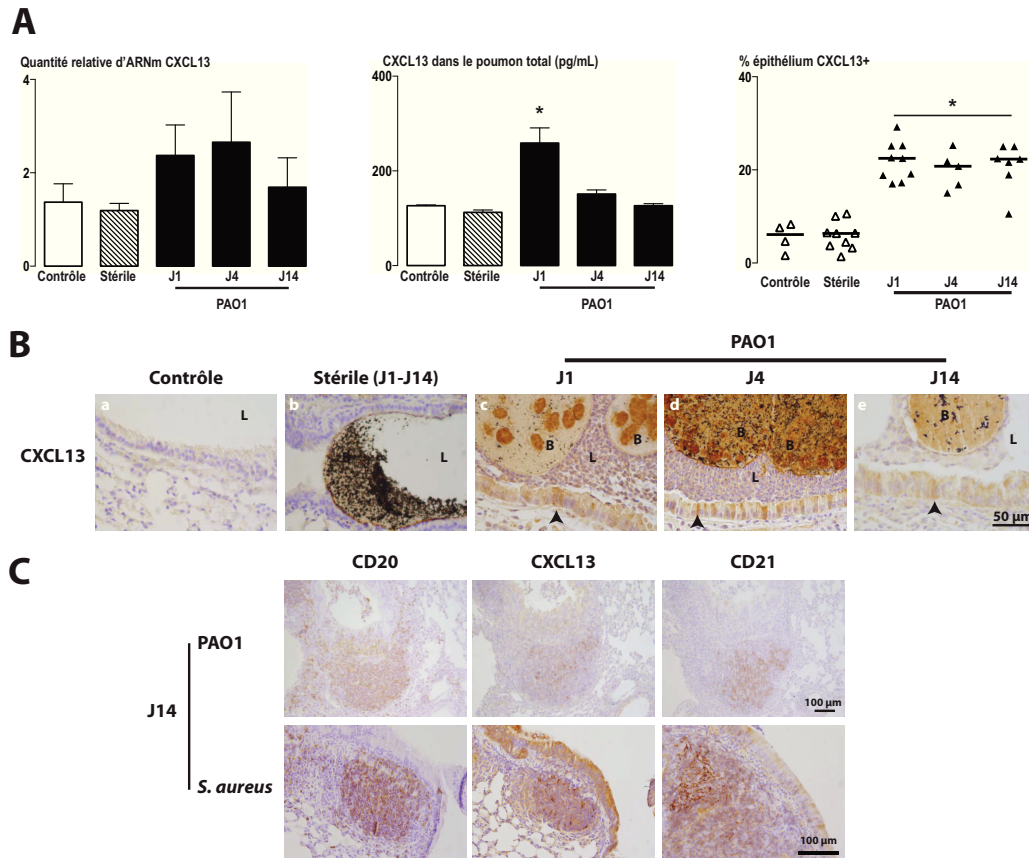 A
Quantité relative d'ARNm CXCL13
4
2
0
Contrôle Stérile J1 J4 J14
PAO1
CXCL13 dans le poumon total (pg/mL)
400
200
0
*
Contrôle Stérile J1 J4 J14
PAO1
% épithélium CXCL13+
40
20
0
*
Contrôle Stérile J1 J4 J14
PAO1
B
PAO1
Contrôle Stérile (J1-J14) J1 J4 J14
CXCL13
a L
b B L
c B B L
d B B L
e B L
50 µm
C
CD20 CXCL13 CD21
J14
PAO1
100 µm
S. aureus
100 µm